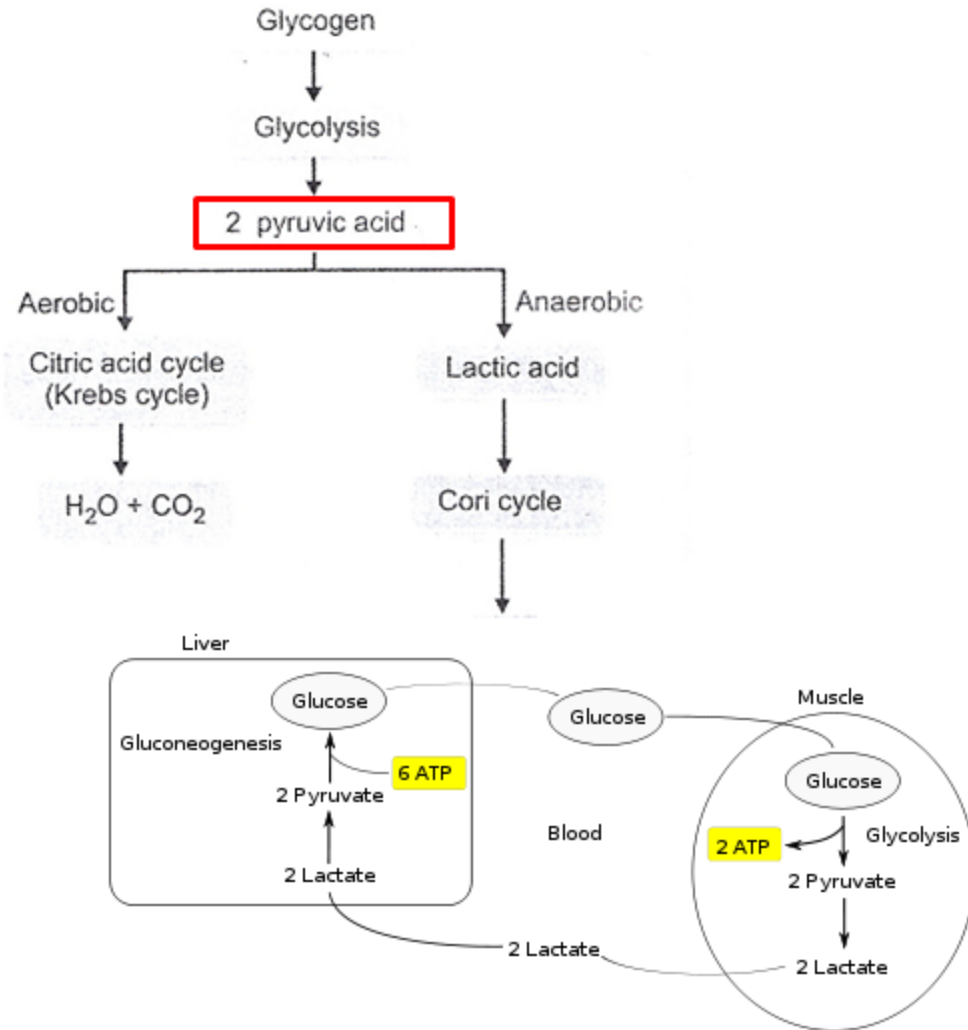 Glycogen
Glycolysis
2 pyruvic acid
Aerobic
Anaerobic
Citric acid cycle
(Krebs cycle)
Lactic acid
H₂O + CO₂
Cori cycle
Liver
Glucose
Gluconeogenesis
6 ATP
2 Pyruvate
2 Lactate
Glucose
Blood
2 Lactate
Muscle
Glucose
Glycolysis
2 ATP
2 Pyruvate
2 Lactate